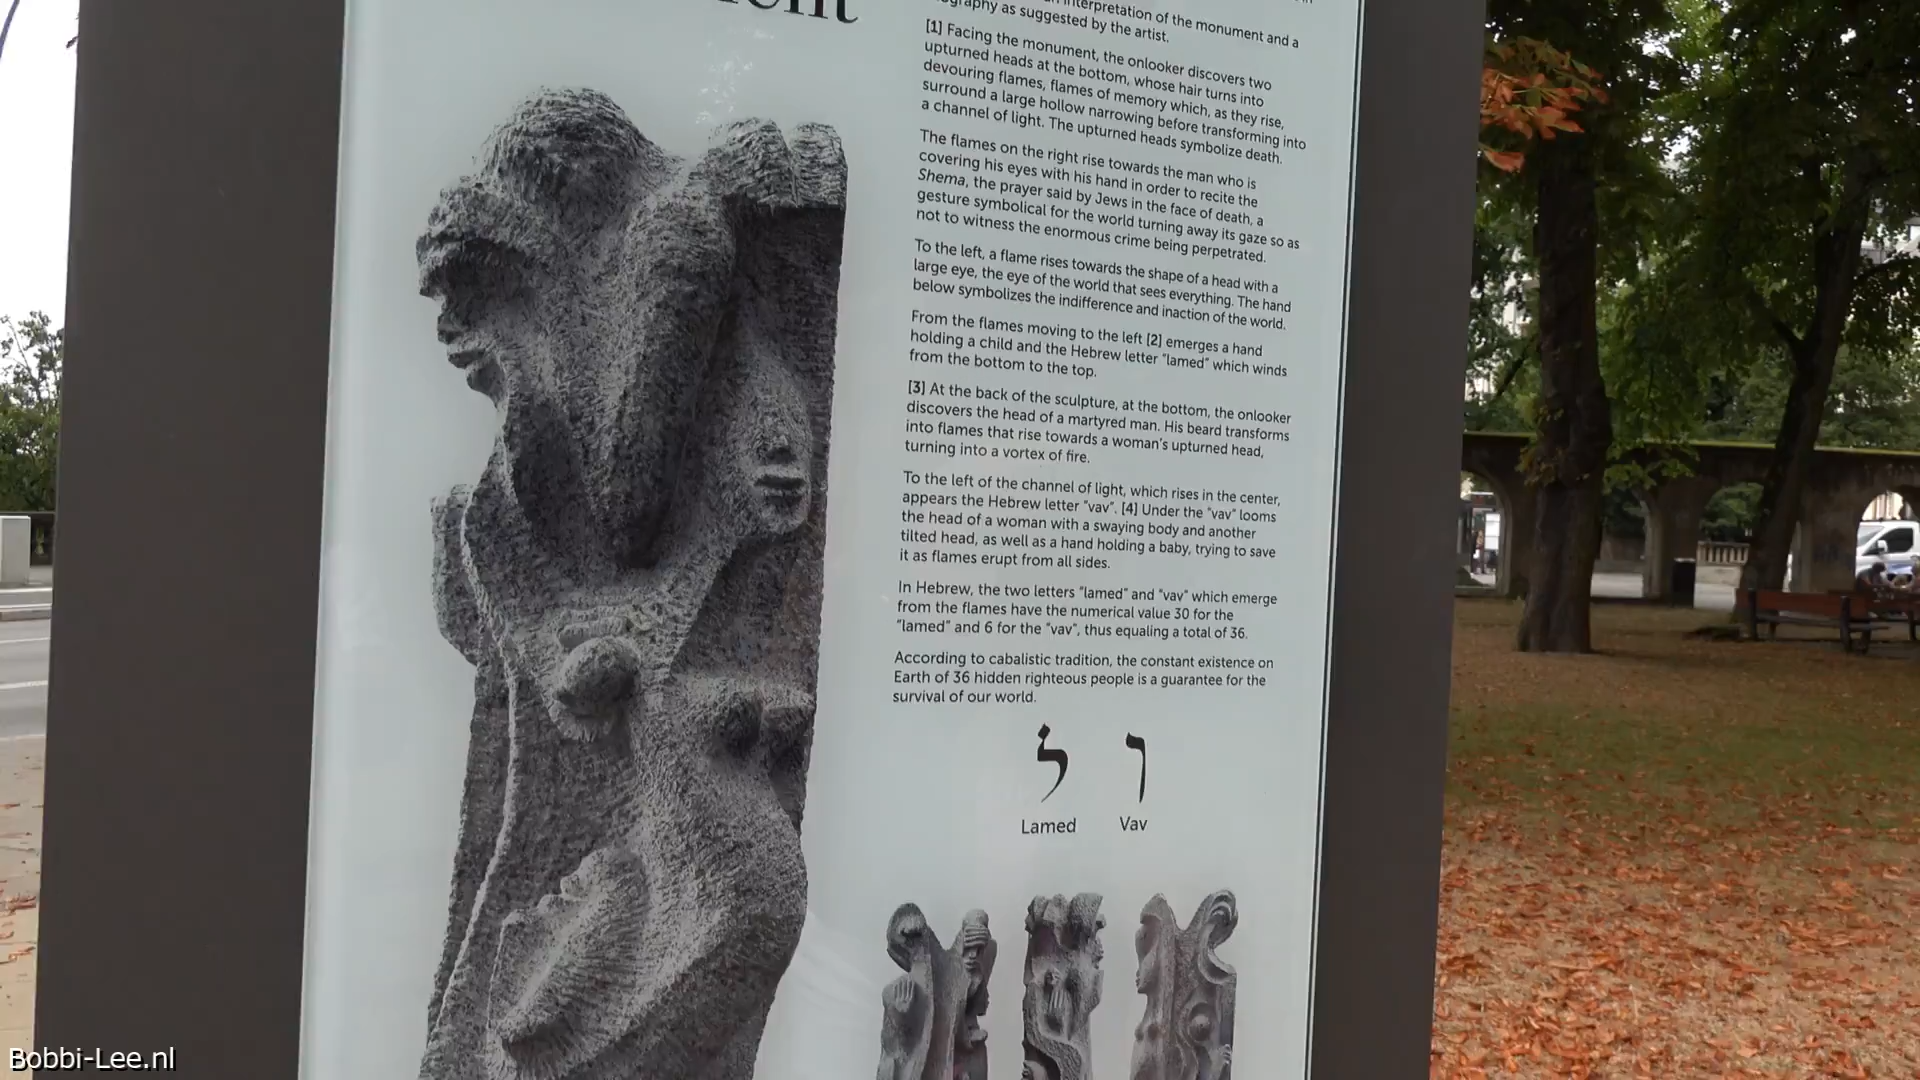 interpretation of the monument and a
as suggested by the artist.
[1] Facing the monument, the onlooker discovers two
upturned heads at the bottom, whose hair turns into
devouring flames, flames of memory which, as they rise,
surround a large hollow narrowing before transforming into
a channel of light. The upturned heads symbolize death.
The flames on the right rise towards the man who is
covering his eyes with his hand in order to recite the
Shema, the prayer said by Jews in the face of death, a
gesture symbolical for the world turning away its gaze so as
not to witness the enormous crime being perpetrated.
To the left, a flame rises towards the shape of a head with a
large eye, the eye of the world that sees everything. The hand
below symbolizes the indifference and inaction of the world.
From the flames moving to the left [2] emerges a hand
holding a child and the Hebrew letter "lamed" which winds
from the bottom to the top.
[3] At the back of the sculpture, at the bottom, the onlooker
discovers the head of a martyred man. His beard transforms
into flames that rise towards a woman's upturned head,
turning into a vortex of fire.
To the left of the channel of light, which rises in the center,
appears the Hebrew letter "vav". [4] Under the "vav" looms
the head of a woman with a swaying body and another
tilted head, as well as a hand holding a baby, trying to save
it as flames erupt from all sides.
In Hebrew, the two letters "lamed" and "vav" which emerge
from the flames have the numerical value 30 for the
"lamed" and 6 for the "vav", thus equaling a total of 36.
According to cabalistic tradition, the constant existence on
Earth of 36 hidden righteous people is a guarantee for the
survival of our world.
ל ו
Lamed Vav
Bobbi-Lee.nl